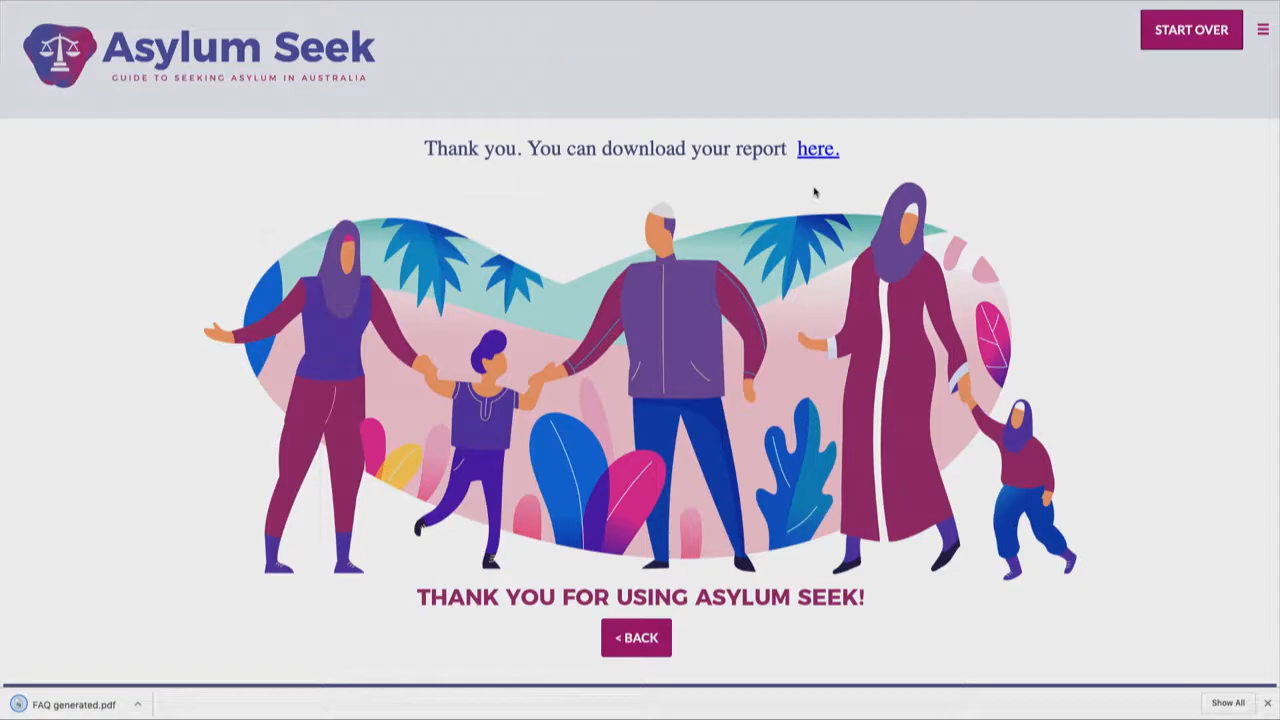 Asylum Seek
GUIDE TO SEEKING ASYLUM IN AUSTRALIA
START OVER
Thank you. You can download your report here.
THANK YOU FOR USING ASYLUM SEEK!
< BACK
FAQ generated.pdf
Show All